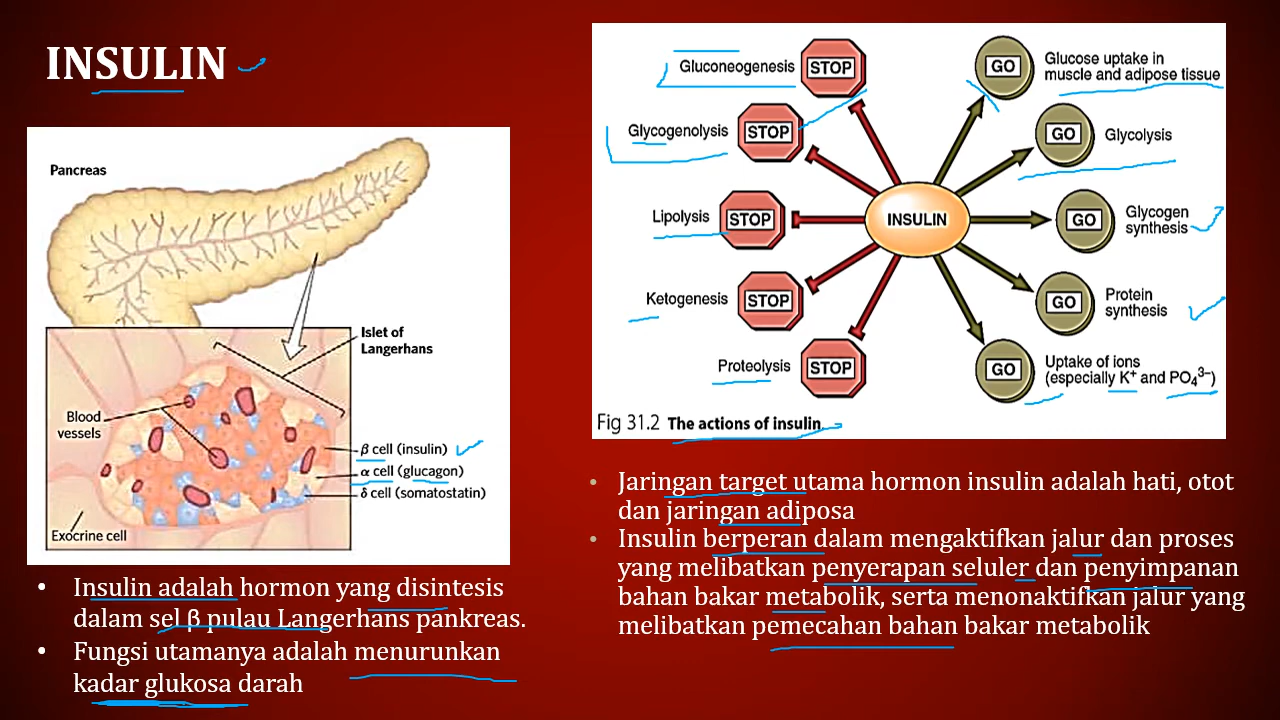 INSULIN
Pancreas
Islet of
Langerhans
Blood
vessels
β cell (insulin)
α cell (glucagon)
δ cell (somatostatin)
Exocrine cell
• Insulin adalah hormon yang disintesis
dalam sel β pulau Langerhans pankreas.
• Fungsi utamanya adalah menurunkan
kadar glukosa darah
Gluconeogenesis STOP
Glycogenolysis STOP
Lipolysis STOP
Ketogenesis STOP
Proteolysis STOP
INSULIN
GO Glucose uptake in
muscle and adipose tissue
GO Glycolysis
GO Glycogen
synthesis
GO Protein
synthesis
GO Uptake of ions
(especially K⁺ and PO₄³⁻)
Fig 31.2 The actions of insulin
• Jaringan target utama hormon insulin adalah hati, otot
dan jaringan adiposa
• Insulin berperan dalam mengaktifkan jalur dan proses
yang melibatkan penyerapan seluler dan penyimpanan
bahan bakar metabolik, serta menonaktifkan jalur yang
melibatkan pemecahan bahan bakar metabolik